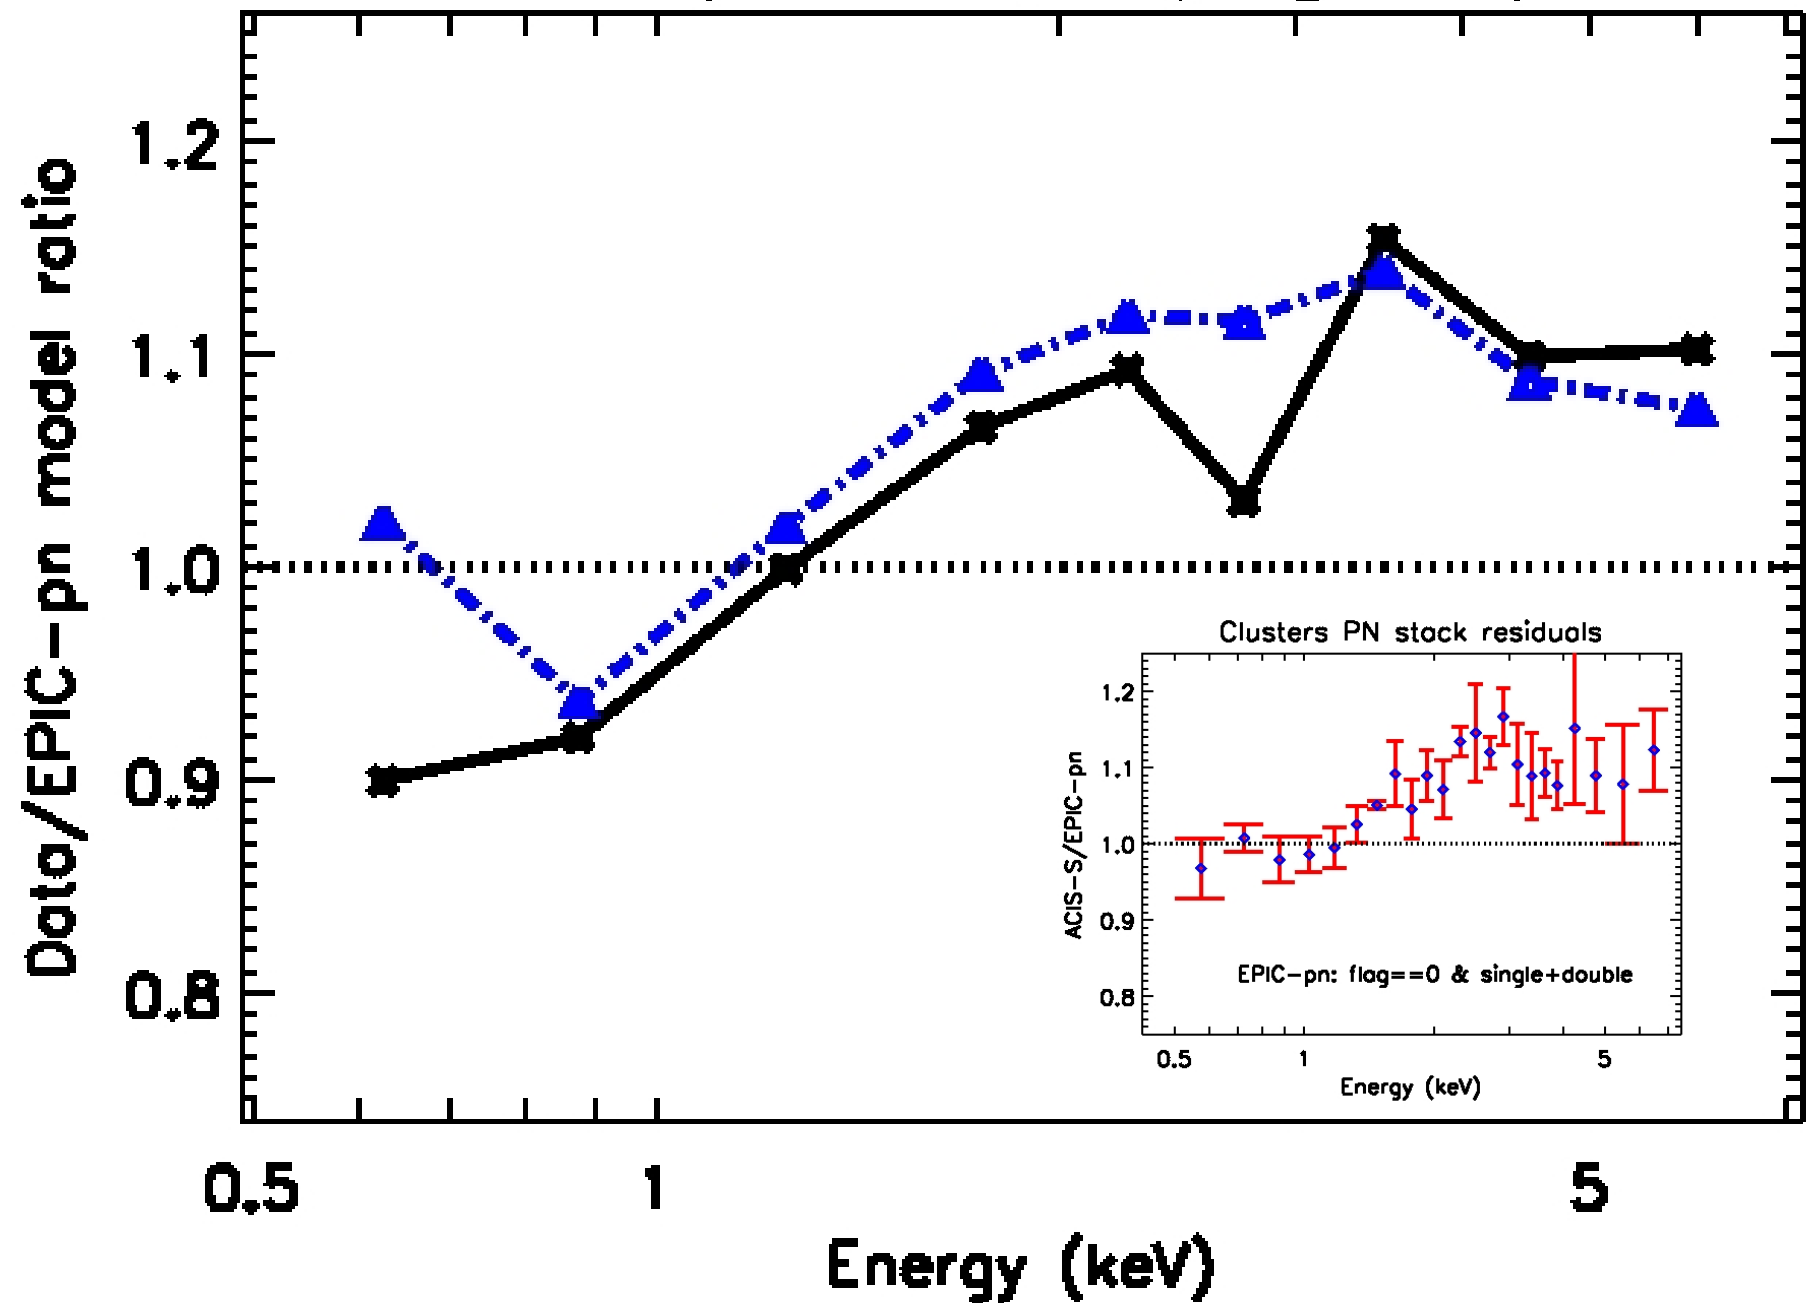 Data/EPIC-pn model ratio
1.2
1.1
1.0
0.9
0.8
0.5 1 5
Energy (keV)
Clusters PN stack residuals
ACIS-S/EPIC-pn
1.2
1.1
1.0
0.9
0.8
EPIC-pn: flag==0 & single+double
0.5 1 5
Energy (keV)